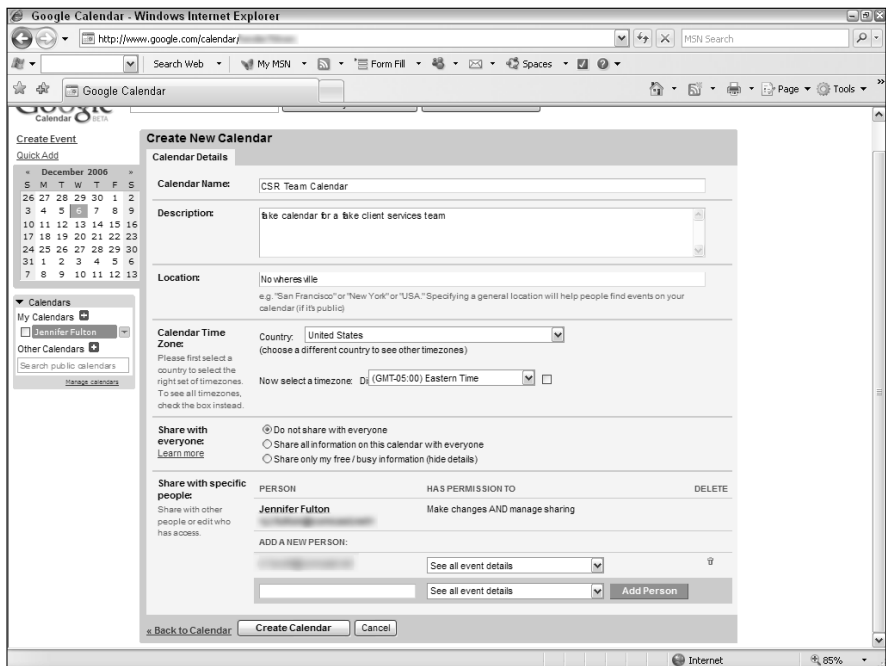 Google Calendar - Windows Internet Explorer
http://www.google.com/calendar/
MSN Search
Search Web
My MSN
Form Fill
Spaces
Google Calendar
Page
Tools
Google
Calendar BETA
Create Event
Quick Add
« December 2006 »
S M T W T F S
26 27 28 29 30 1 2
3 4 5 6 7 8 9
10 11 12 13 14 15 16
17 18 19 20 21 22 23
24 25 26 27 28 29 30
31 1 2 3 4 5 6
7 8 9 10 11 12 13
Calendars
My Calendars
Jennifer Fulton
Other Calendars
Search public calendars
Manage calendars
Create New Calendar
Calendar Details
Calendar Name:
CSR Team Calendar
Description:
fake calendar for a fake client services team
Location:
Nowheresville
e.g. "San Francisco" or "New York" or "USA." Specifying a general location will help people find events on your
calendar (if it's public)
Calendar Time
Zone:
Please first select a
country to select the
right set of timezones.
To see all timezones,
check the box instead.
Country: United States
(choose a different country to see other timezones)
Now select a timezone: Di (GMT-05:00) Eastern Time
Share with
everyone:
Learn more
Do not share with everyone
Share all information on this calendar with everyone
Share only my free / busy information (hide details)
Share with specific
people:
Share with other
people or edit who
has access.
PERSON HAS PERMISSION TO DELETE
Jennifer Fulton Make changes AND manage sharing
ADD A NEW PERSON:
See all event details
See all event details Add Person
« Back to Calendar Create Calendar Cancel
Internet 85%